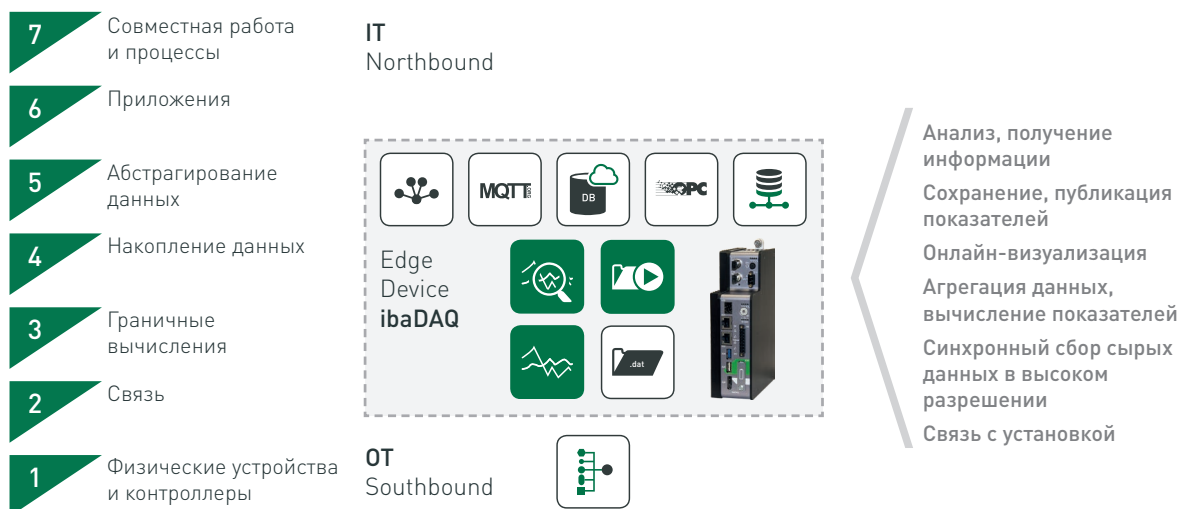 7
Совместная работа
и процессы
6
Приложения
5
Абстрагирование
данных
4
Накопление данных
3
Граничные
вычисления
2
Связь
1
Физические устройства
и контроллеры
IT
Northbound
MQTT
DB
OPC
Edge
Device
ibaDAQ
.dat
OT
Southbound
Анализ, получение
информации
Сохранение, публикация
показателей
Онлайн-визуализация
Агрегация данных,
вычисление показателей
Синхронный сбор сырых
данных в высоком
разрешении
Связь с установкой